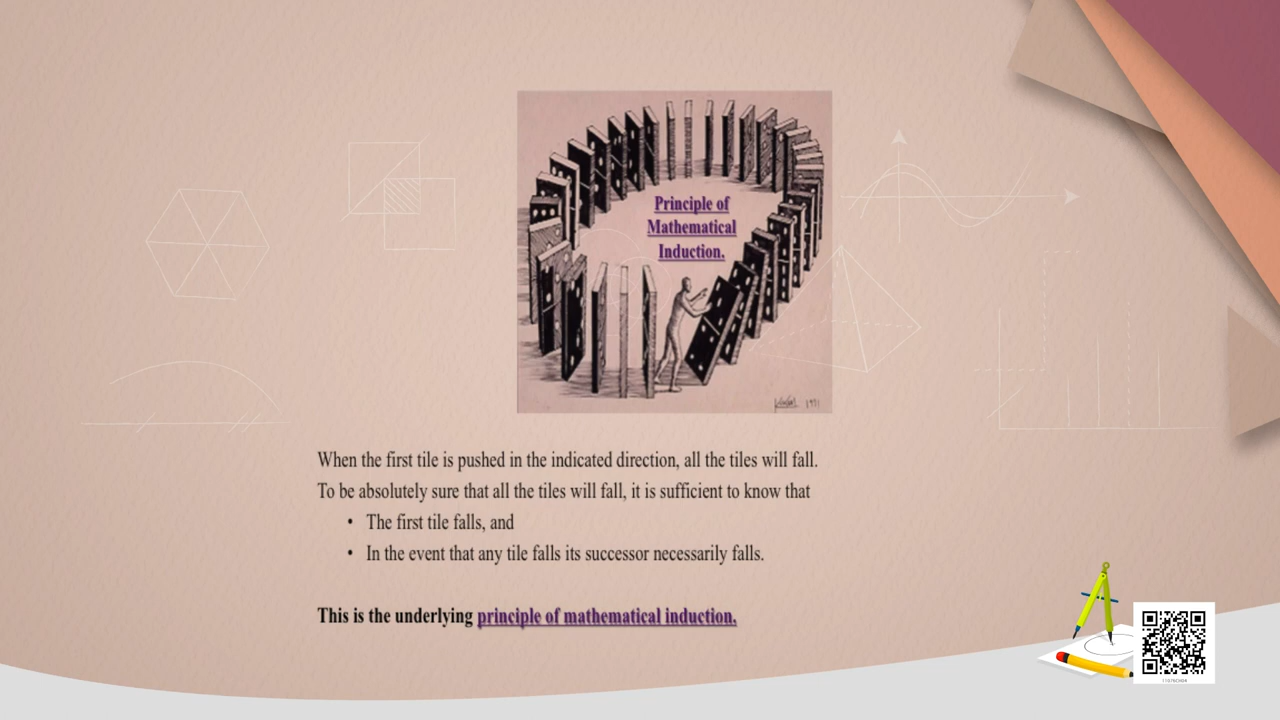 Principle of
Mathematical
Induction.
1931
When the first tile is pushed in the indicated direction, all the tiles will fall.
To be absolutely sure that all the tiles will fall, it is sufficient to know that
• The first tile falls, and
• In the event that any tile falls its successor necessarily falls.
This is the underlying principle of mathematical induction.